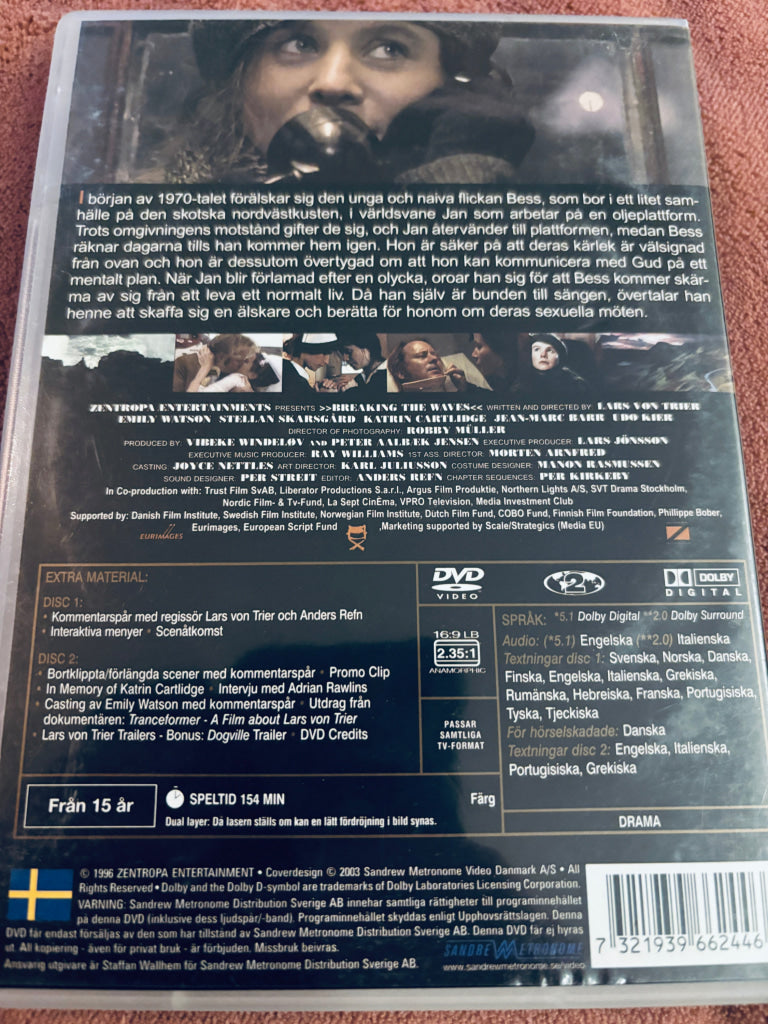 I början av 1970-talet förälskar sig den unga och naiva flickan Bess, som bor i ett litet sam-
hälle på den skotska nordvästkusten, i världsvane Jan som arbetar på en oljeplattform.
Trots omgivningens motstånd gifter de sig, och Jan återvänder till plattformen, medan Bess
räknar dagarna tills han kommer hem igen. Hon är säker på att deras kärlek är välsignad
från ovan och hon är dessutom övertygad om att hon kan kommunicera med Gud på ett
mentalt plan. När Jan blir förlamad efter en olycka, oroar han sig för att Bess kommer skär-
ma av sig från att leva ett normalt liv. Då han själv är bunden till sängen, övertalar han
henne att skaffa sig en älskare och berätta för honom om deras sexuella möten.
ZENTROPA ENTERTAINMENTS PRESENTS >>BREAKING THE WAVES<< WRITTEN AND DIRECTED BY LARS VON TRIER
EMILY WATSON STELLAN SKARSGÅRD KATRIN CARTLIDGE JEAN-MARC BARR UDO KIER
DIRECTOR OF PHOTOGRAPHY: ROBBY MÜLLER
PRODUCED BY: VIBEKE WINDELØV AND PETER AALBÆK JENSEN EXECUTIVE PRODUCER: LARS JÖNSSON
EXECUTIVE MUSIC PRODUCER: RAY WILLIAMS 1ST ASS. DIRECTOR: MORTEN ARNFRED
CASTING: JOYCE NETTLES ART DIRECTOR: KARL JULIUSSON COSTUME DESIGNER: MANON RASMUSSEN
SOUND DESIGNER: PER STREIT EDITOR: ANDERS REFN CHAPTER SEQUENCES: PER KIRKEBY
In Co-production with: Trust Film SvAB, Liberator Productions S.a.r.l., Argus Film Produktie, Northern Lights A/S, SVT Drama Stockholm,
Nordic Film- & Tv-Fund, La Sept CinÉma, VPRO Television, Media Investment Club
Supported by: Danish Film Institute, Swedish Film Institute, Norwegian Film Institute, Dutch Film Fund, COBO Fund, Finnish Film Foundation, Phillippe Bober,
EURIMAGES Eurimages, European Script Fund ,Marketing supported by Scale/Strategics (Media EU)
EXTRA MATERIAL:
DISC 1:
• Kommentarspår med regissör Lars von Trier och Anders Refn
• Interaktiva menyer • Scenåtkomst
DISC 2:
• Bortklippta/förlängda scener med kommentarspår • Promo Clip
• In Memory of Katrin Cartlidge • Intervju med Adrian Rawlins
• Casting av Emily Watson med kommentarspår • Utdrag från
dokumentären: Tranceformer - A Film about Lars von Trier
• Lars von Trier Trailers - Bonus: Dogville Trailer • DVD Credits
DVD VIDEO
2
DOLBY DIGITAL
16:9 LB
2.35:1
ANAMORPHIC
PASSAR
SAMTLIGA
TV-FORMAT
SPRÅK: *5.1 Dolby Digital **2.0 Dolby Surround
Audio: (*5.1) Engelska (**2.0) Italienska
Textningar disc 1: Svenska, Norska, Danska,
Finska, Engelska, Italienska, Grekiska,
Rumänska, Hebreiska, Franska, Portugisiska,
Tyska, Tjeckiska
För hörselskadade: Danska
Textningar disc 2: Engelska, Italienska,
Portugisiska, Grekiska
Från 15 år
SPELTID 154 MIN Färg
Dual layer: Då lasern ställs om kan en lätt fördröjning i bild synas.
DRAMA
© 1996 ZENTROPA ENTERTAINMENT • Coverdesign © 2003 Sandrew Metronome Video Danmark A/S • All
Rights Reserved • Dolby and the Dolby D-symbol are trademarks of Dolby Laboratories Licensing Corporation.
VARNING: Sandrew Metronome Distribution Sverige AB innehar samtliga rättigheter till programinnehållet
på denna DVD (inklusive dess ljudspår/-band). Programinnehållet skyddas enligt Upphovsrättslagen. Denna
DVD får endast försäljas av den som har tillstånd av Sandrew Metronome Distribution Sverige AB. Denna DVD får ej hyras
ut. All kopiering - även för privat bruk - är förbjuden. Missbruk beivras.
Ansvarig utgivare är Staffan Wallhem för Sandrew Metronome Distribution Sverige AB.
SANDREW METRONOME
www.sandrewmetronome.se/video
7 321939 662446